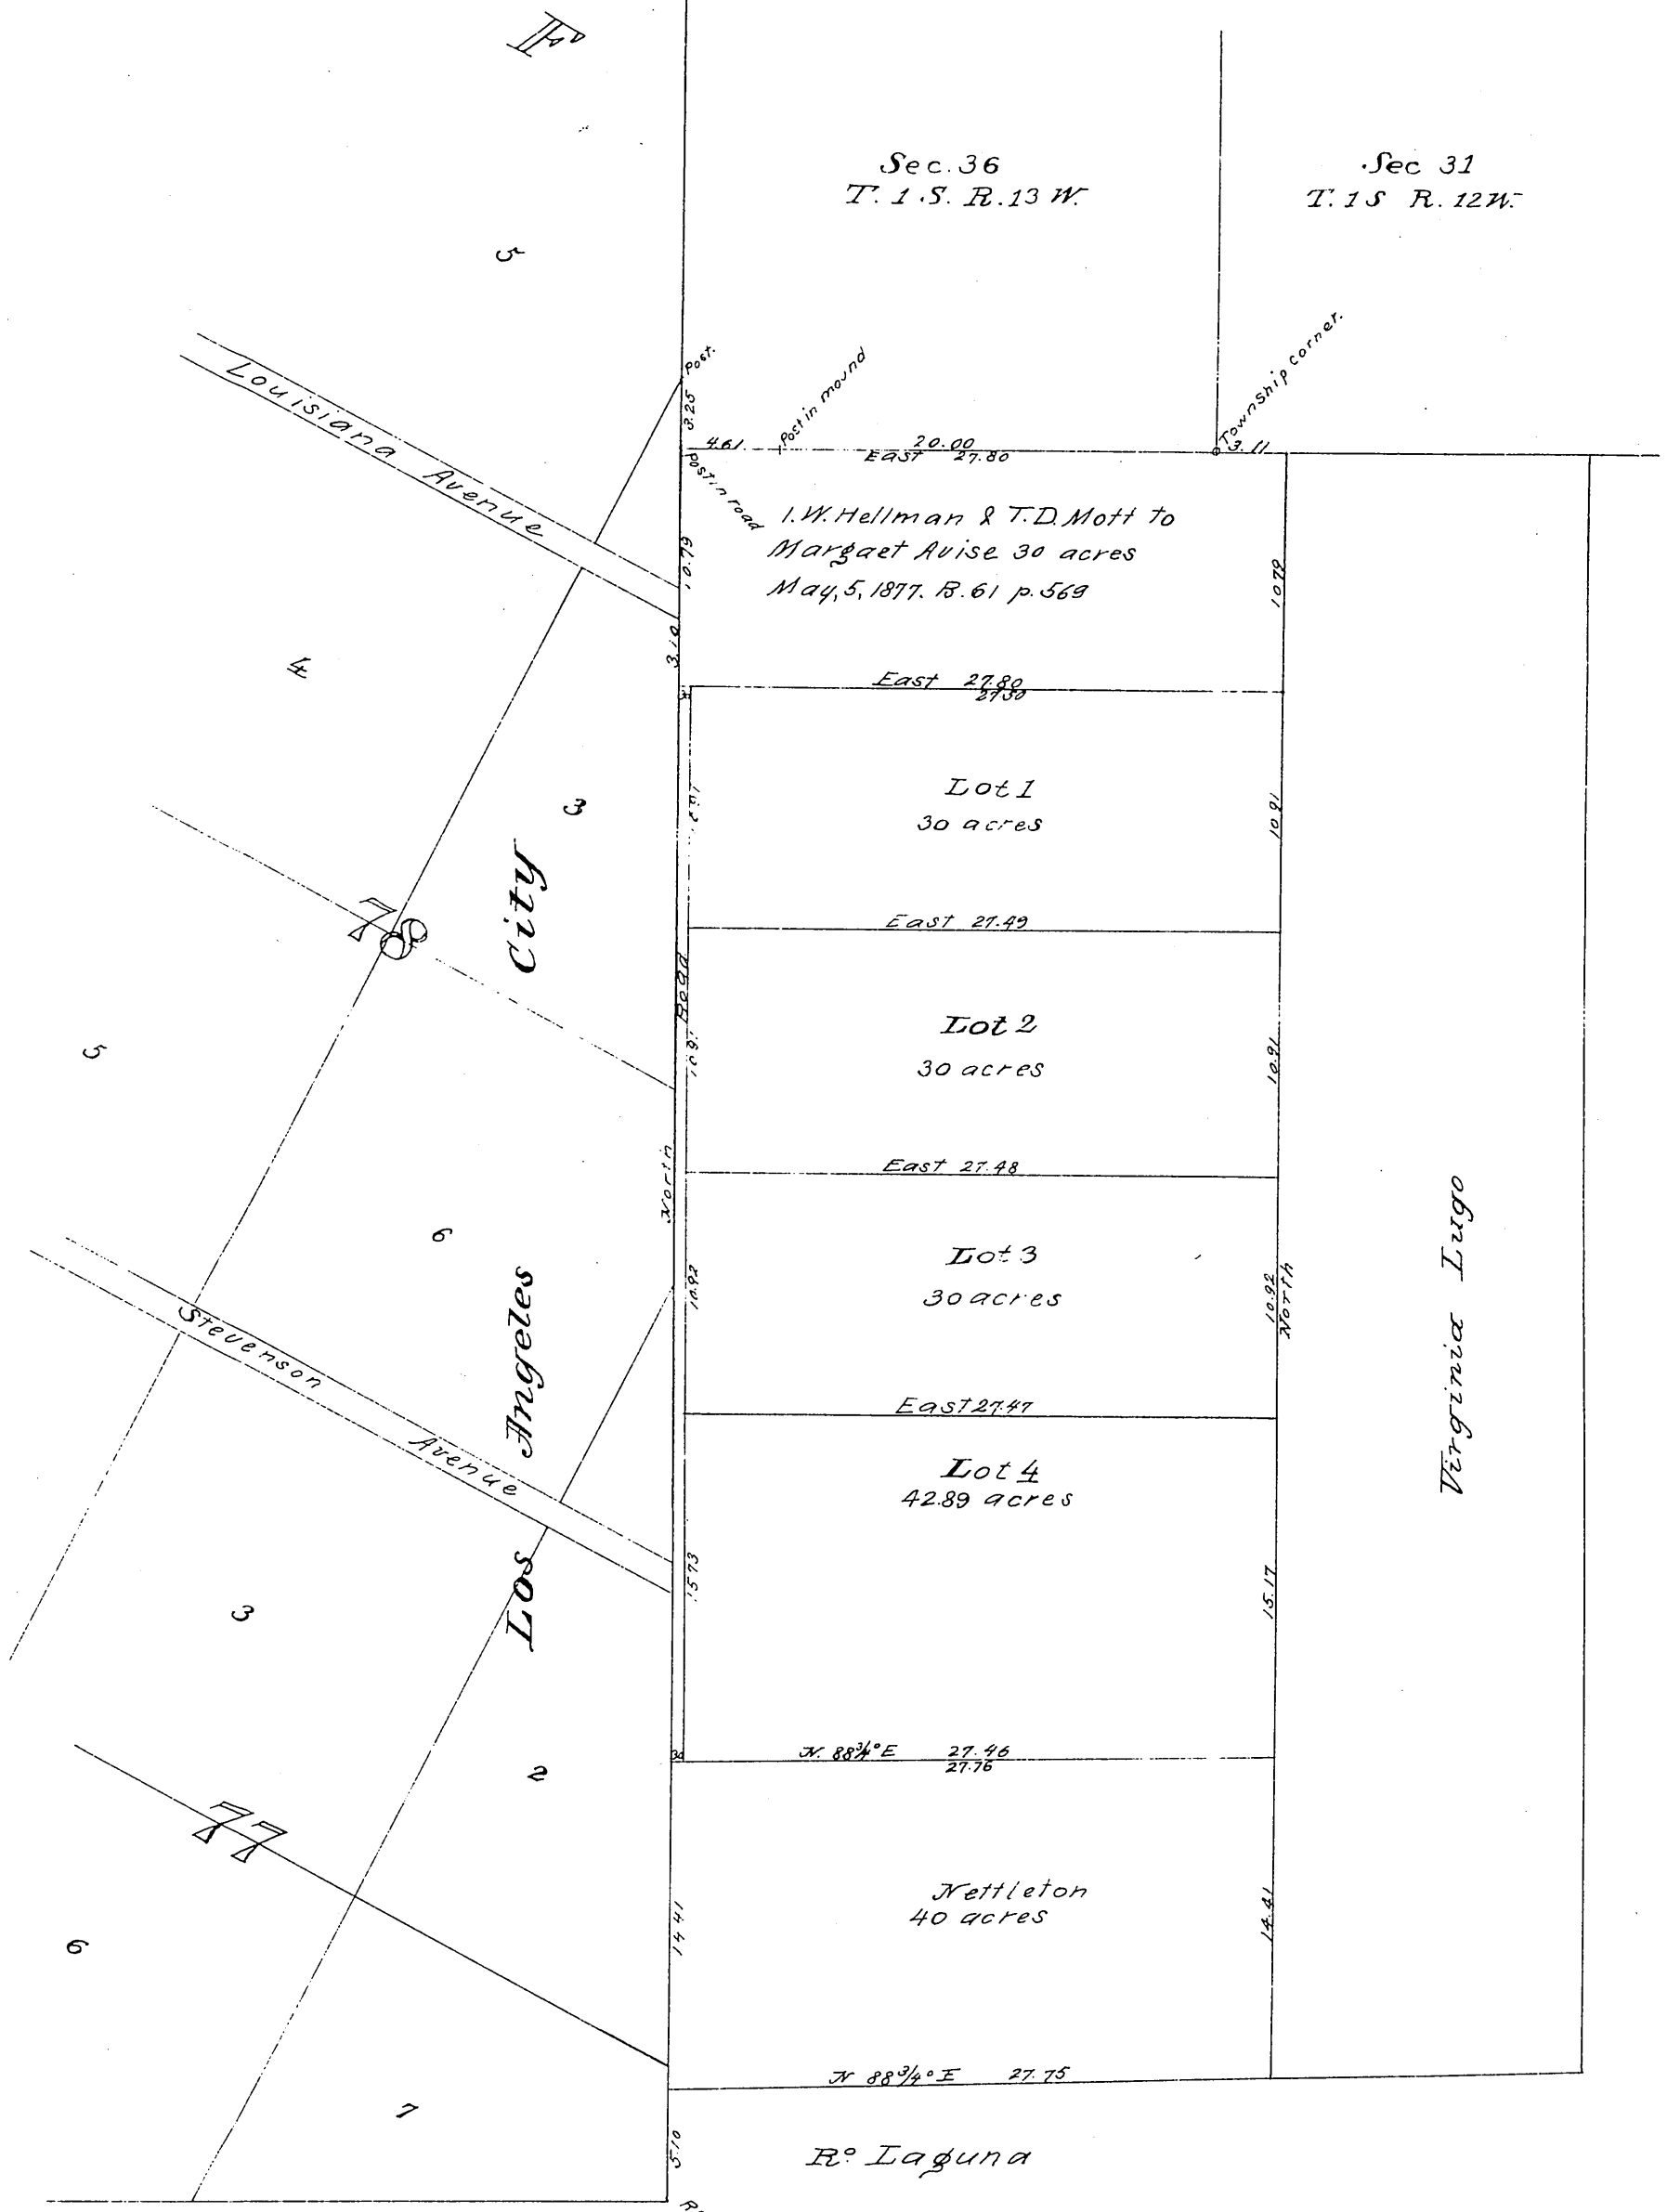 F
Sec. 36
T. 1 S. R. 13 W.
Sec 31
T. 1 S R. 12 W.
5
Louisiana Avenue
Post.
3.25
Post in mound
Township corner.
4.61
20.00
East 27.80
3.11
Post in road
I. W. Hellman & T. D. Mott to
Margaet Avise 30 acres
May, 5, 1877. B. 61 p. 569
10.79
10.79
3.10
4
East 27.80
27.50
3
Lot 1
30 acres
10.91
10.91
78
City
East 27.49
Road
Lot 2
30 acres
10.91
10.91
5
North
East 27.48
6
Lot 3
30 acres
10.92
10.92
North
Virginia Lugo
Stevenson Avenue
Los Angeles
East 27.47
Lot 4
42.89 acres
15.73
15.17
3
30
N. 88¾° E 27.46
27.76
2
77
Nettleton
40 acres
14.41
14.41
6
N 88¾° E 27.75
7
5.10
Rº Laguna